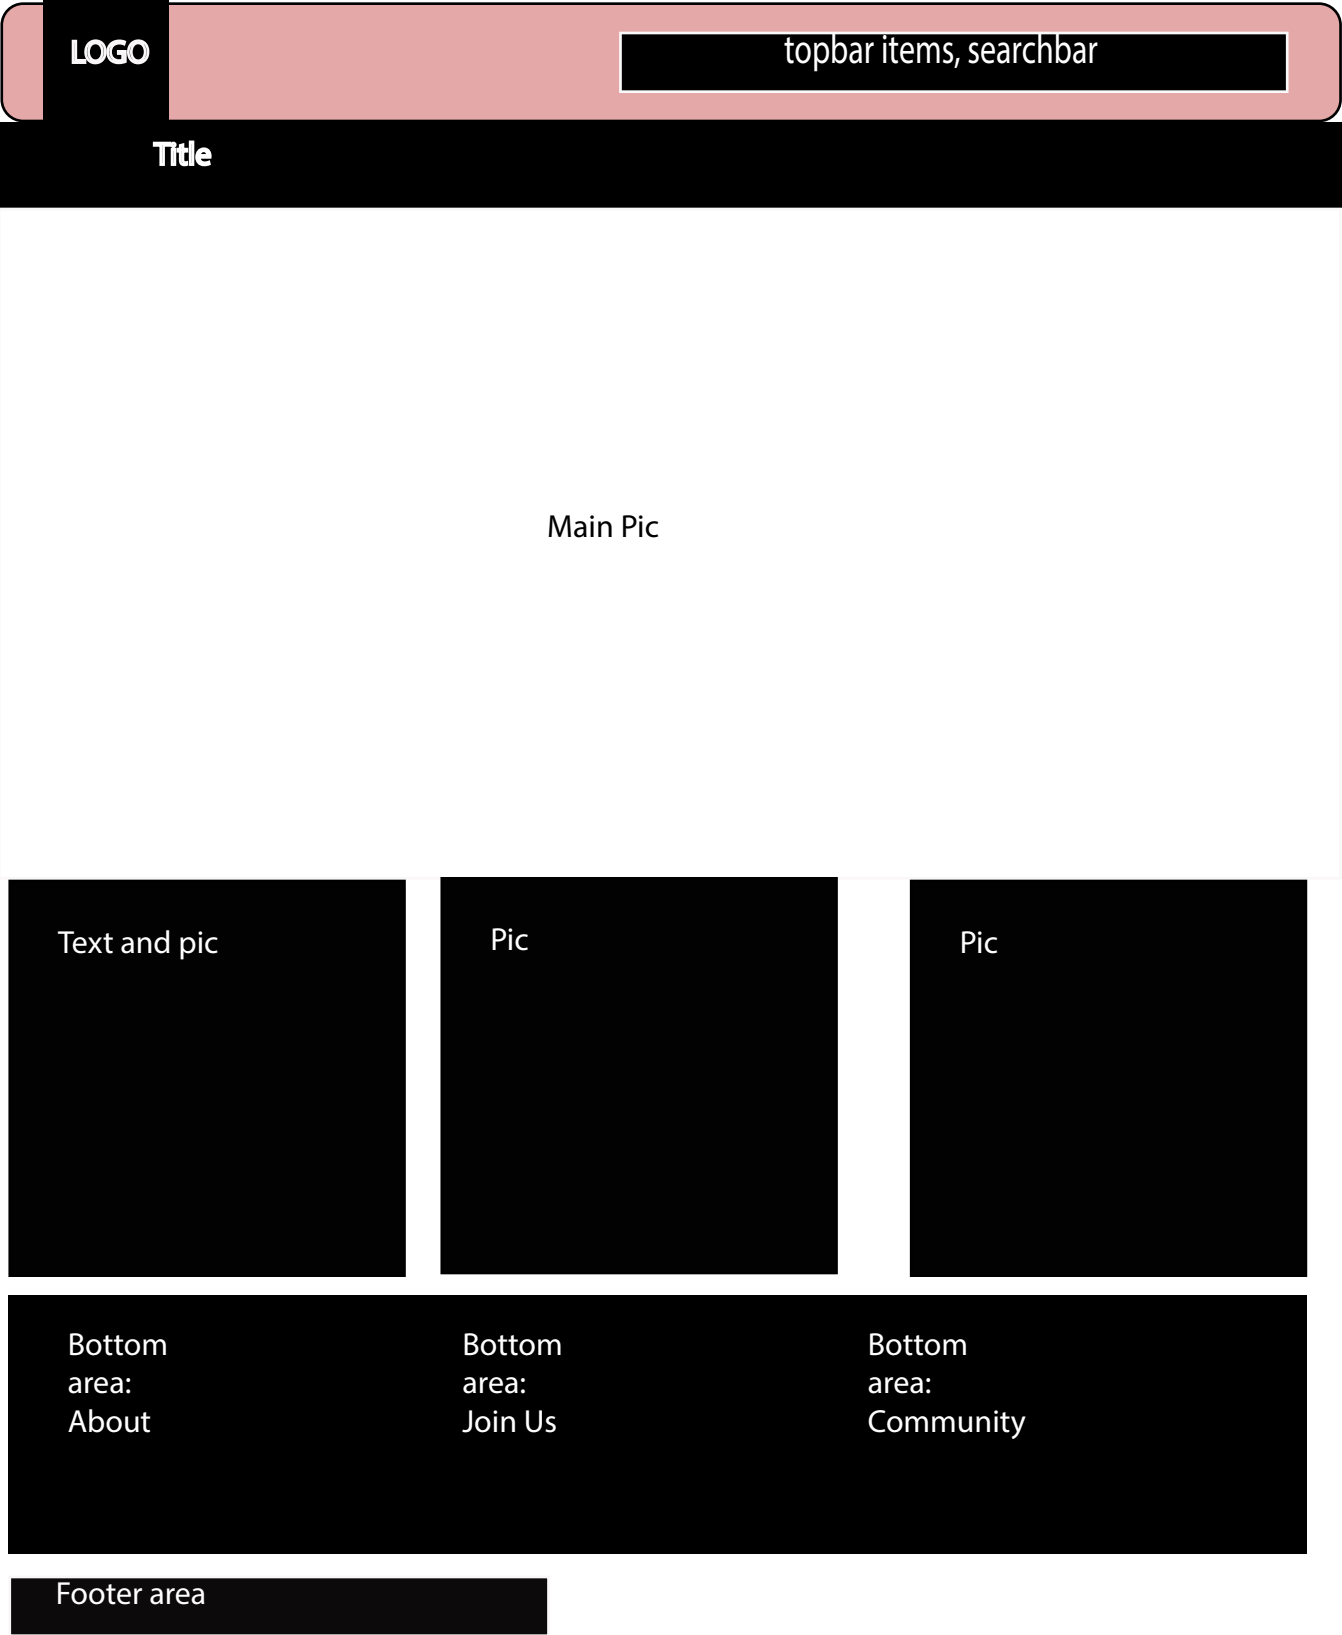 LOGO
topbar items, searchbar
Title
Main Pic
Text and pic
Pic
Pic
Bottom
area:
About
Bottom
area:
Join Us
Bottom
area:
Community
Footer area